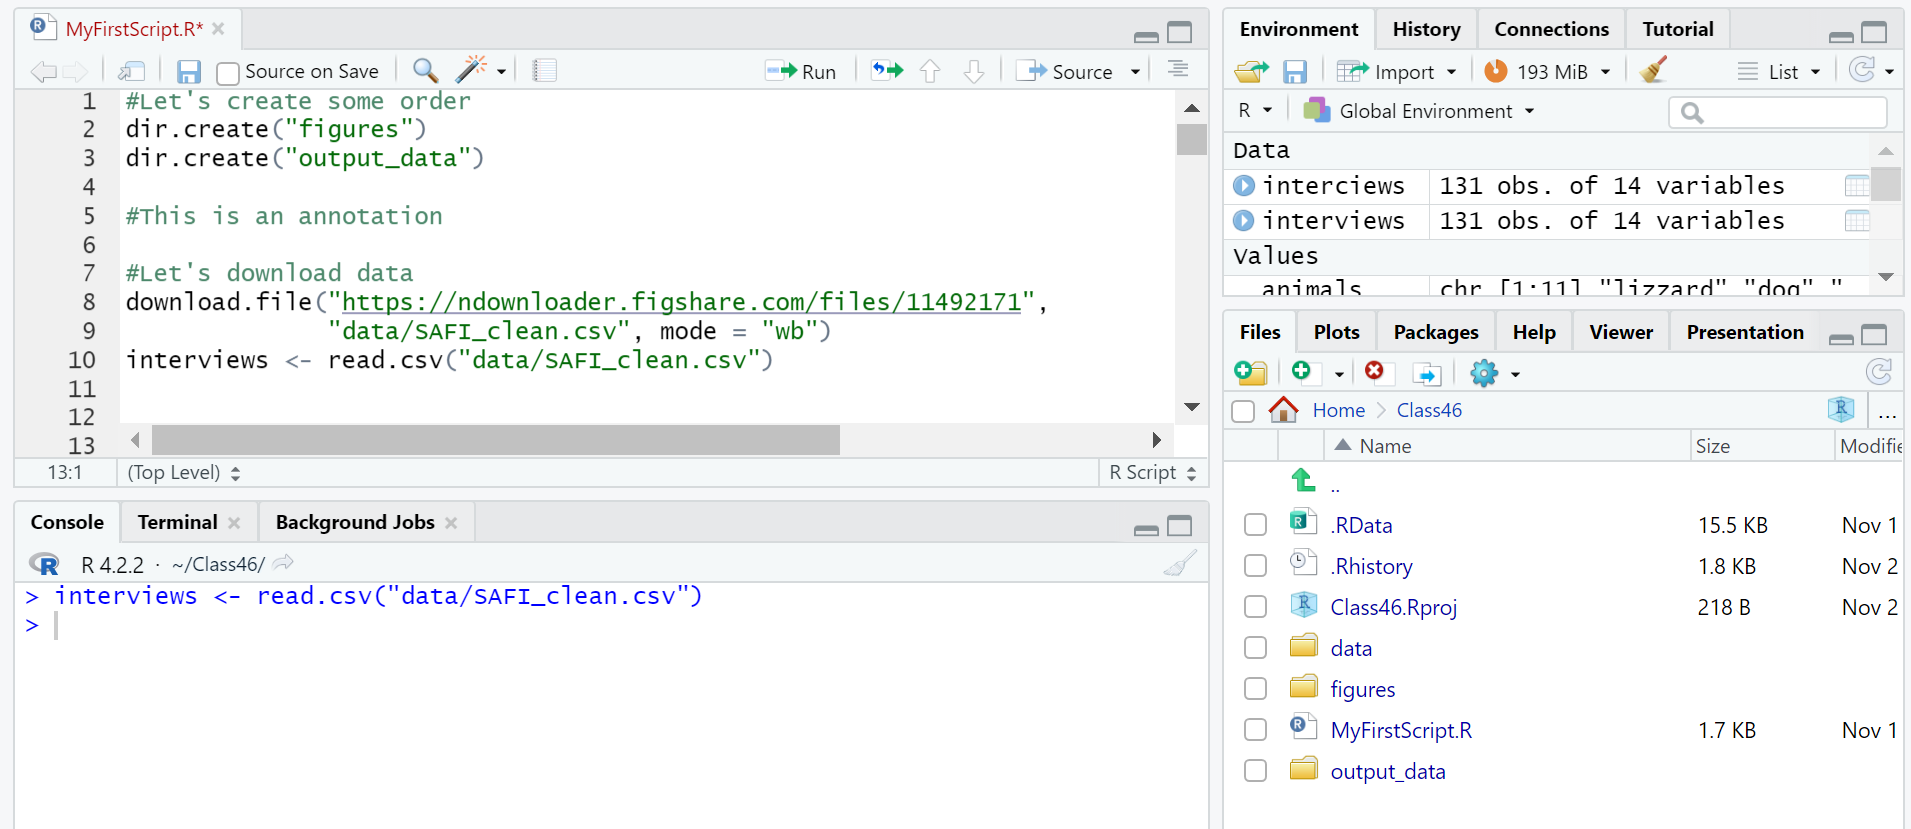 MyFirstScript.R*
Source on Save
Run
Source
1 #Let's create some order
2 dir.create("figures")
3 dir.create("output_data")
4
5 #This is an annotation
6
7 #Let's download data
8 download.file("https://ndownloader.figshare.com/files/11492171",
9 "data/SAFI_clean.csv", mode = "wb")
10 interviews <- read.csv("data/SAFI_clean.csv")
11
12
13
13:1 (Top Level) R Script
Console Terminal Background Jobs
R 4.2.2 · ~/Class46/
> interviews <- read.csv("data/SAFI_clean.csv")
>
Environment History Connections Tutorial
Import 193 MiB List
R Global Environment
Data
interciews 131 obs. of 14 variables
interviews 131 obs. of 14 variables
Values
animals chr [1:11] "lizzard" "dog" "
Files Plots Packages Help Viewer Presentation
Home Class46 R ...
Name Size Modifie
..
.RData 15.5 KB Nov 1
.Rhistory 1.8 KB Nov 2
Class46.Rproj 218 B Nov 2
data
figures
MyFirstScript.R 1.7 KB Nov 1
output_data